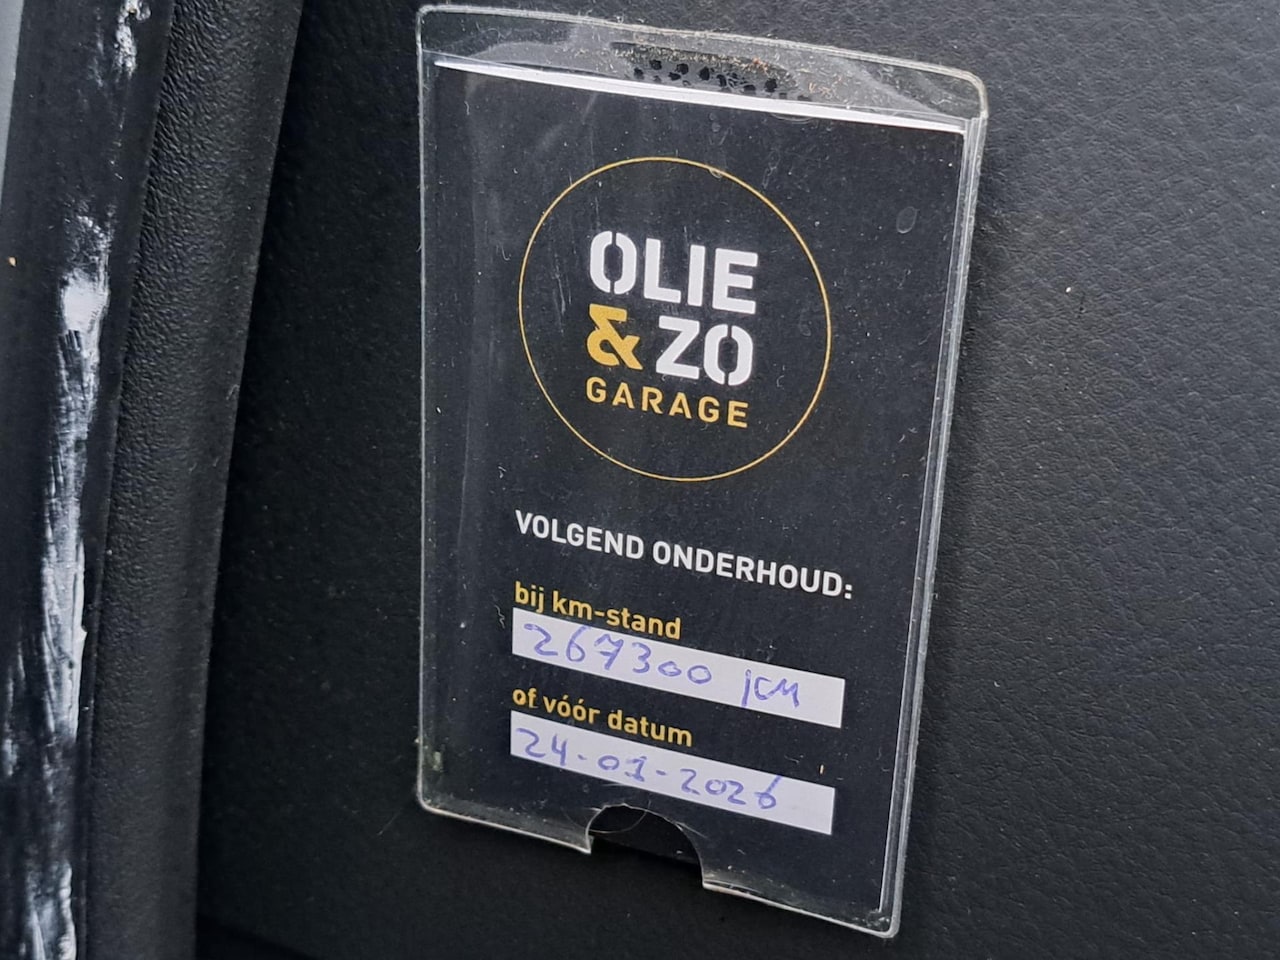 OLIE
& ZO
GARAGE
VOLGEND ONDERHOUD:
bij km-stand
267300 KM
of vóór datum
24-01-2026